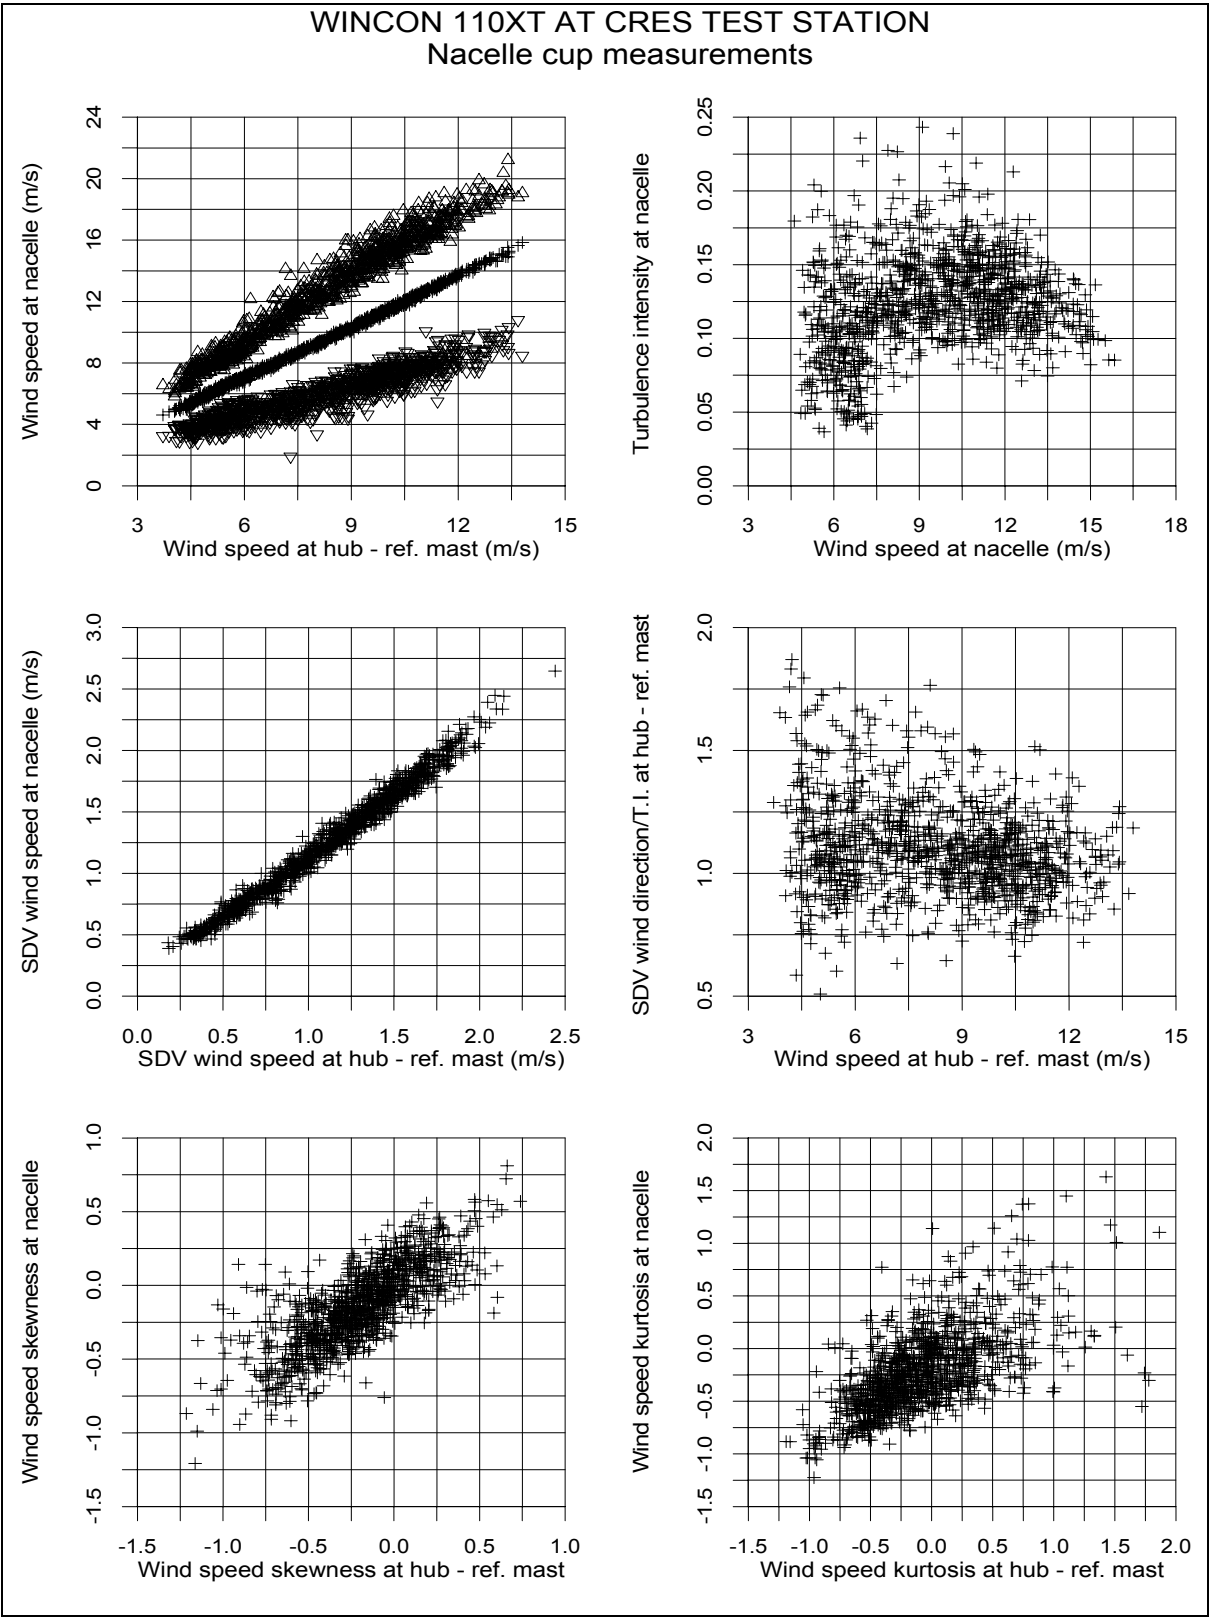 WINCON 110XT AT CRES TEST STATION
Nacelle cup measurements
Wind speed at nacelle (m/s)
24
20
16
12
8
4
0
3 6 9 12 15
Wind speed at hub - ref. mast (m/s)
Turbulence intensity at nacelle
0.25
0.20
0.15
0.10
0.05
0.00
3 6 9 12 15 18
Wind speed at nacelle (m/s)
SDV wind speed at nacelle (m/s)
3.0
2.5
2.0
1.5
1.0
0.5
0.0
0.0 0.5 1.0 1.5 2.0 2.5
SDV wind speed at hub - ref. mast (m/s)
SDV wind direction/T.I. at hub - ref. mast
2.0
1.5
1.0
0.5
3 6 9 12 15
Wind speed at hub - ref. mast (m/s)
Wind speed skewness at nacelle
1.0
0.5
0.0
-0.5
-1.0
-1.5
-1.5 -1.0 -0.5 0.0 0.5 1.0
Wind speed skewness at hub - ref. mast
Wind speed kurtosis at nacelle
2.0
1.5
1.0
0.5
0.0
-0.5
-1.0
-1.5
-1.5 -1.0 -0.5 0.0 0.5 1.0 1.5 2.0
Wind speed kurtosis at hub - ref. mast